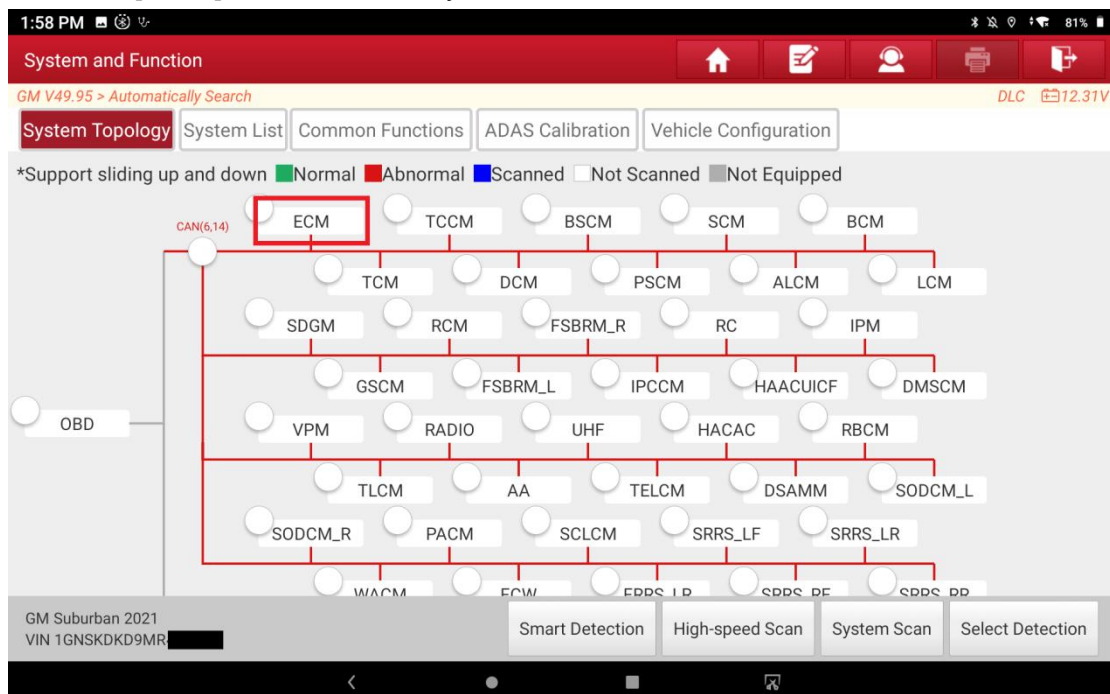 1:58 PM 81%
System and Function
GM V49.95 > Automatically Search DLC 12.31V
System Topology System List Common Functions ADAS Calibration Vehicle Configuration
*Support sliding up and down Normal Abnormal Scanned Not Scanned Not Equipped
CAN(6,14) ECM TCCM BSCM SCM BCM
TCM DCM PSCM ALCM LCM
SDGM RCM FSBRM_R RC IPM
GSCM FSBRM_L IPCCM HAACUICF DMSCM
OBD VPM RADIO UHF HACAC RBCM
TLCM AA TELCM DSAMM SODCM_L
SODCM_R PACM SCLCM SRRS_LF SRRS_LR
WACM
GM Suburban 2021 Smart Detection High-speed Scan System Scan Select Detection
VIN 1GNSKDKD9MR